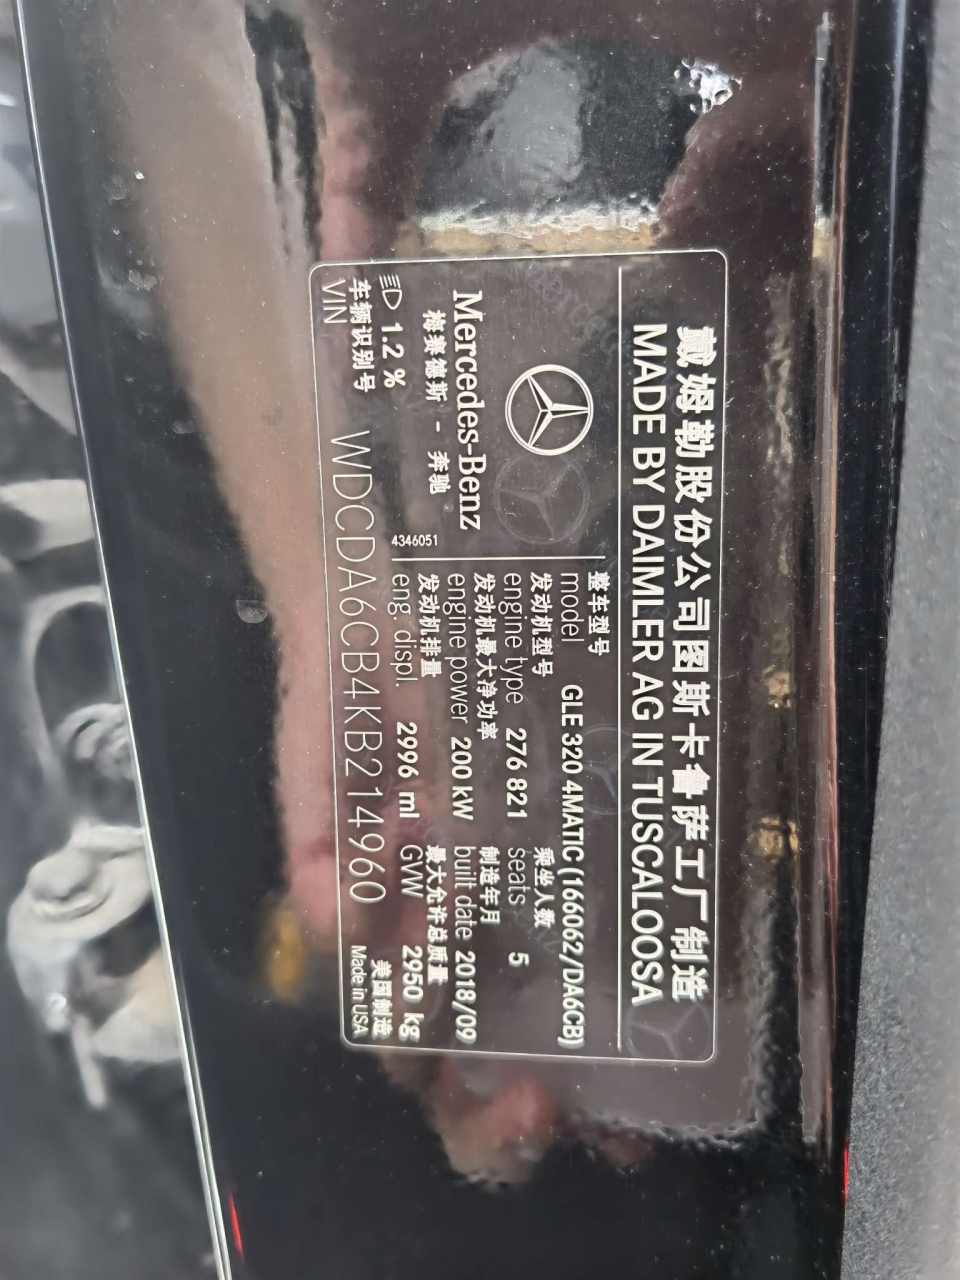 戴姆勒股份公司图斯卡鲁萨工厂制造
MADE BY DAIMLER AG IN TUSCALOOSA
Mercedes-Benz
梅赛德斯 - 奔驰
1.2 %
4346051
整车型号
model GLE 320 4MATIC (166062/DA6CB)
发动机型号 乘坐人数
engine type 276 821 seats 5
发动机最大净功率 制造年月
engine power 200 kW built date 2018/09
发动机排量 最大允许总质量
eng. displ. 2996 ml GVW 2950 kg
车辆识别号 美国制造
VIN WDCDA6CB4KB214960 Made in USA